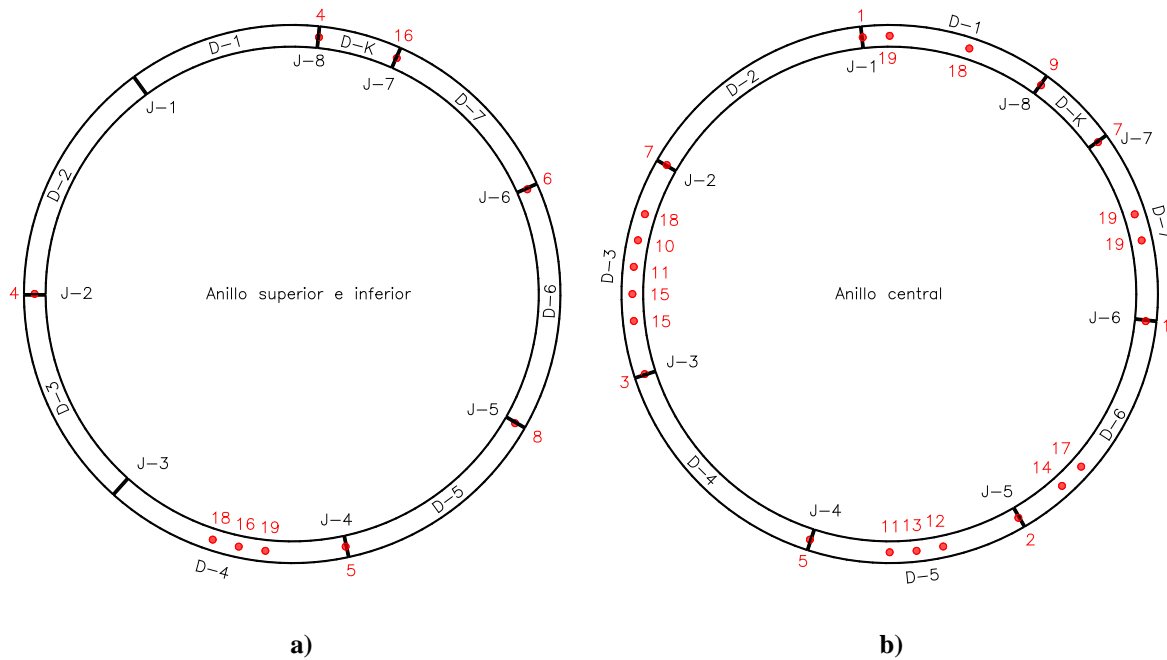 4
D-1
D-K
16
J-8
J-7
J-1
D-7
D-2
6
J-6
4
J-2
Anillo superior e inferior
D-6
D-3
J-5
8
J-3
D-5
18
16
19
J-4
D-4
5
a)
1
D-1
J-1
19
18
9
D-2
J-8
D-K
7
J-7
7
J-2
18
19
D-7
10
19
D-3
11
15
Anillo central
15
J-6
1
J-3
3
D-6
17
D-4
14
J-5
J-4
11
13
12
2
5
D-5
b)